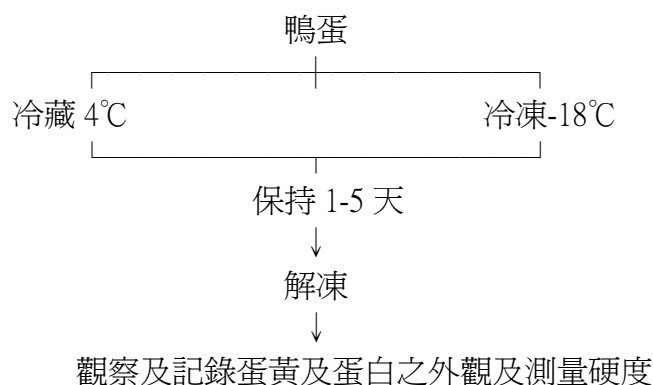 鴨蛋
冷藏 4℃ 冷凍-18℃
保持 1-5 天
↓
解凍
↓
觀察及記錄蛋黃及蛋白之外觀及測量硬度